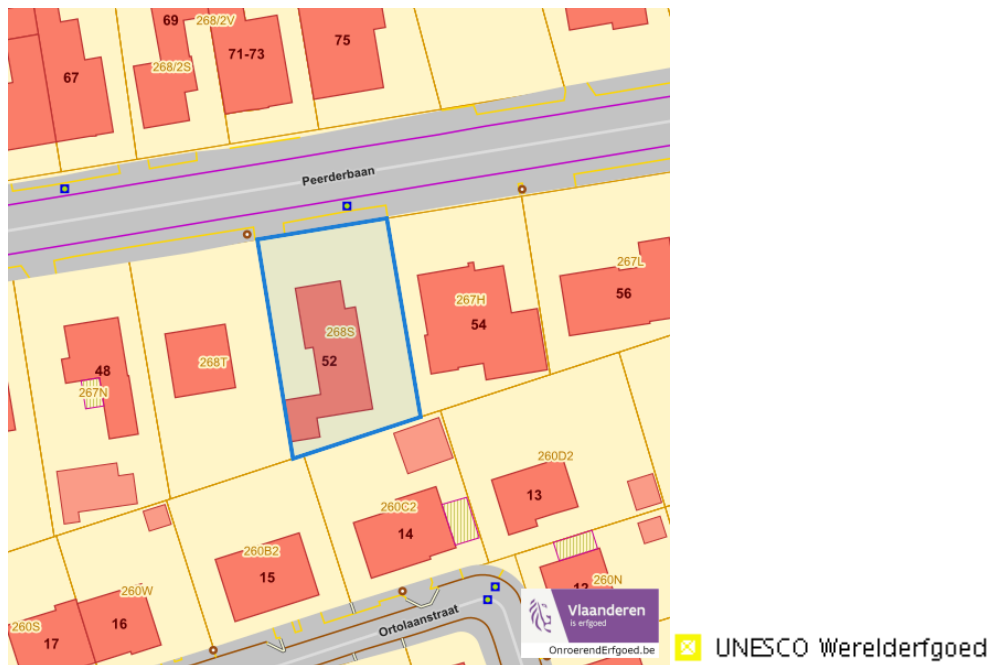 69
268/2V
71-73
75
268/2S
67
Peerderbaan
267L
56
267H
54
268S
52
268T
48
267N
260D2
13
260C2
14
260B2
15
260N
12
260W
16
260S
17
Ortolaanstraat
Vlaanderen
is erfgoed
OnroerendErfgoed.be
UNESCO Werelderfgoed